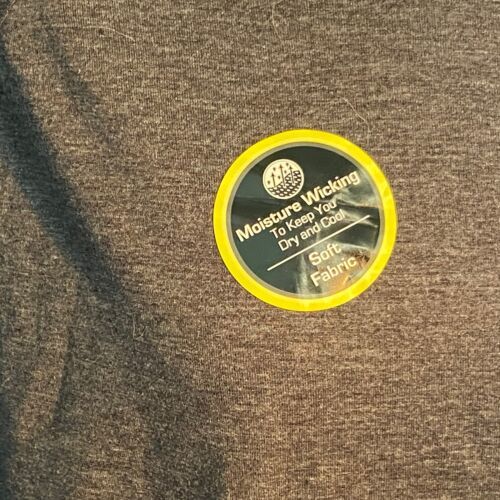 Moisture Wicking
To Keep You
Dry and Cool
Soft
Fabric